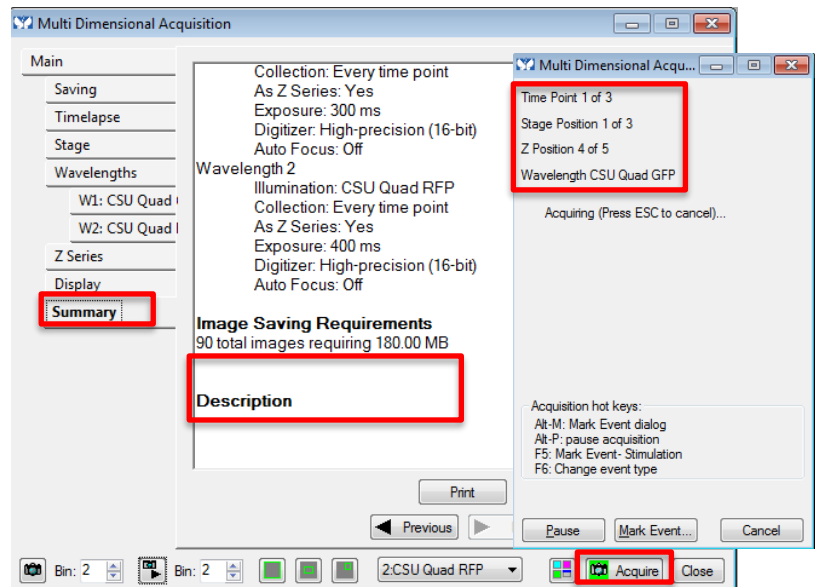 Multi Dimensional Acquisition
Main
Saving
Timelapse
Stage
Wavelengths
W1: CSU Quad
W2: CSU Quad
Z Series
Display
Summary
Collection: Every time point
As Z Series: Yes
Exposure: 300 ms
Digitizer: High-precision (16-bit)
Auto Focus: Off
Wavelength 2
Illumination: CSU Quad RFP
Collection: Every time point
As Z Series: Yes
Exposure: 400 ms
Digitizer: High-precision (16-bit)
Auto Focus: Off
Image Saving Requirements
90 total images requiring 180.00 MB
Description
Print
Previous
Multi Dimensional Acqu...
Time Point 1 of 3
Stage Position 1 of 3
Z Position 4 of 5
Wavelength CSU Quad GFP
Acquiring (Press ESC to cancel)...
Acquisition hot keys:
Alt-M: Mark Event dialog
Alt-P: pause acquisition
F5: Mark Event- Stimulation
F6: Change event type
Pause
Mark Event...
Cancel
Bin: 2
Bin: 2
2:CSU Quad RFP
Acquire
Close